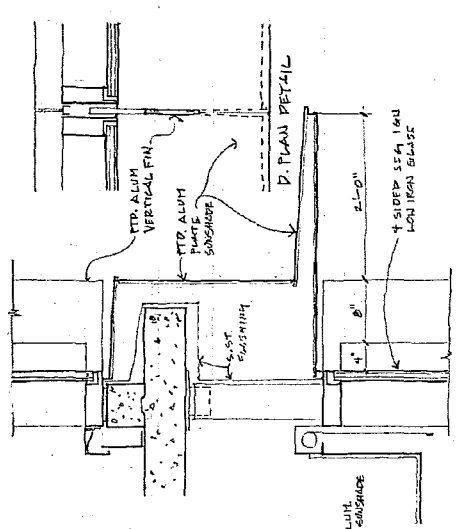 PTD. ALUM
VERTICAL FIN
PTD. ALUM
PLATE
SUNSHADE
D. PLAN DETAIL
S.ST.
FLASHING
2'-0"
8"
4"
4 SIDED SSG IGU
LOW IRON GLASS
LUM.
SUNSHADE